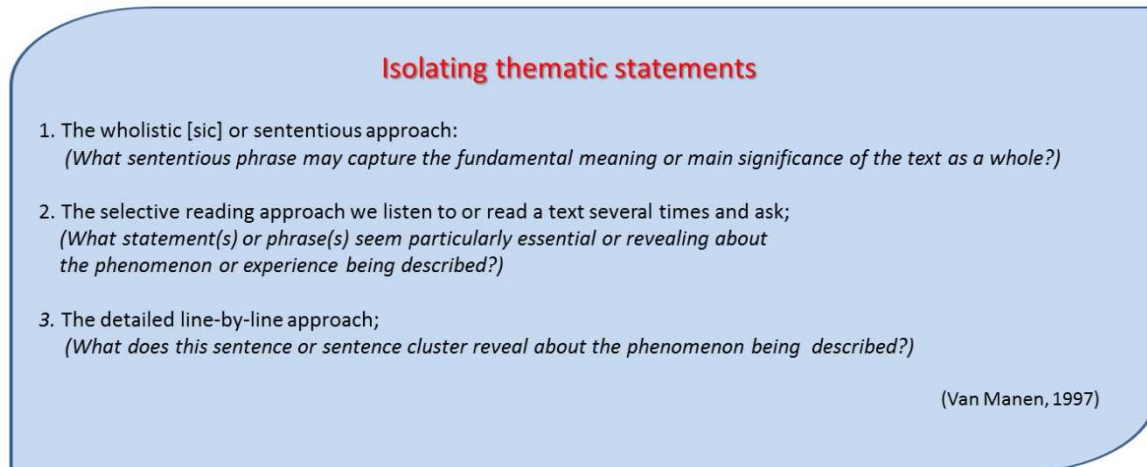 Isolating thematic statements
1. The wholistic [sic] or sententious approach:
(What sententious phrase may capture the fundamental meaning or main significance of the text as a whole?)
2. The selective reading approach we listen to or read a text several times and ask;
(What statement(s) or phrase(s) seem particularly essential or revealing about
the phenomenon or experience being described?)
3. The detailed line-by-line approach;
(What does this sentence or sentence cluster reveal about the phenomenon being described?)
(Van Manen, 1997)